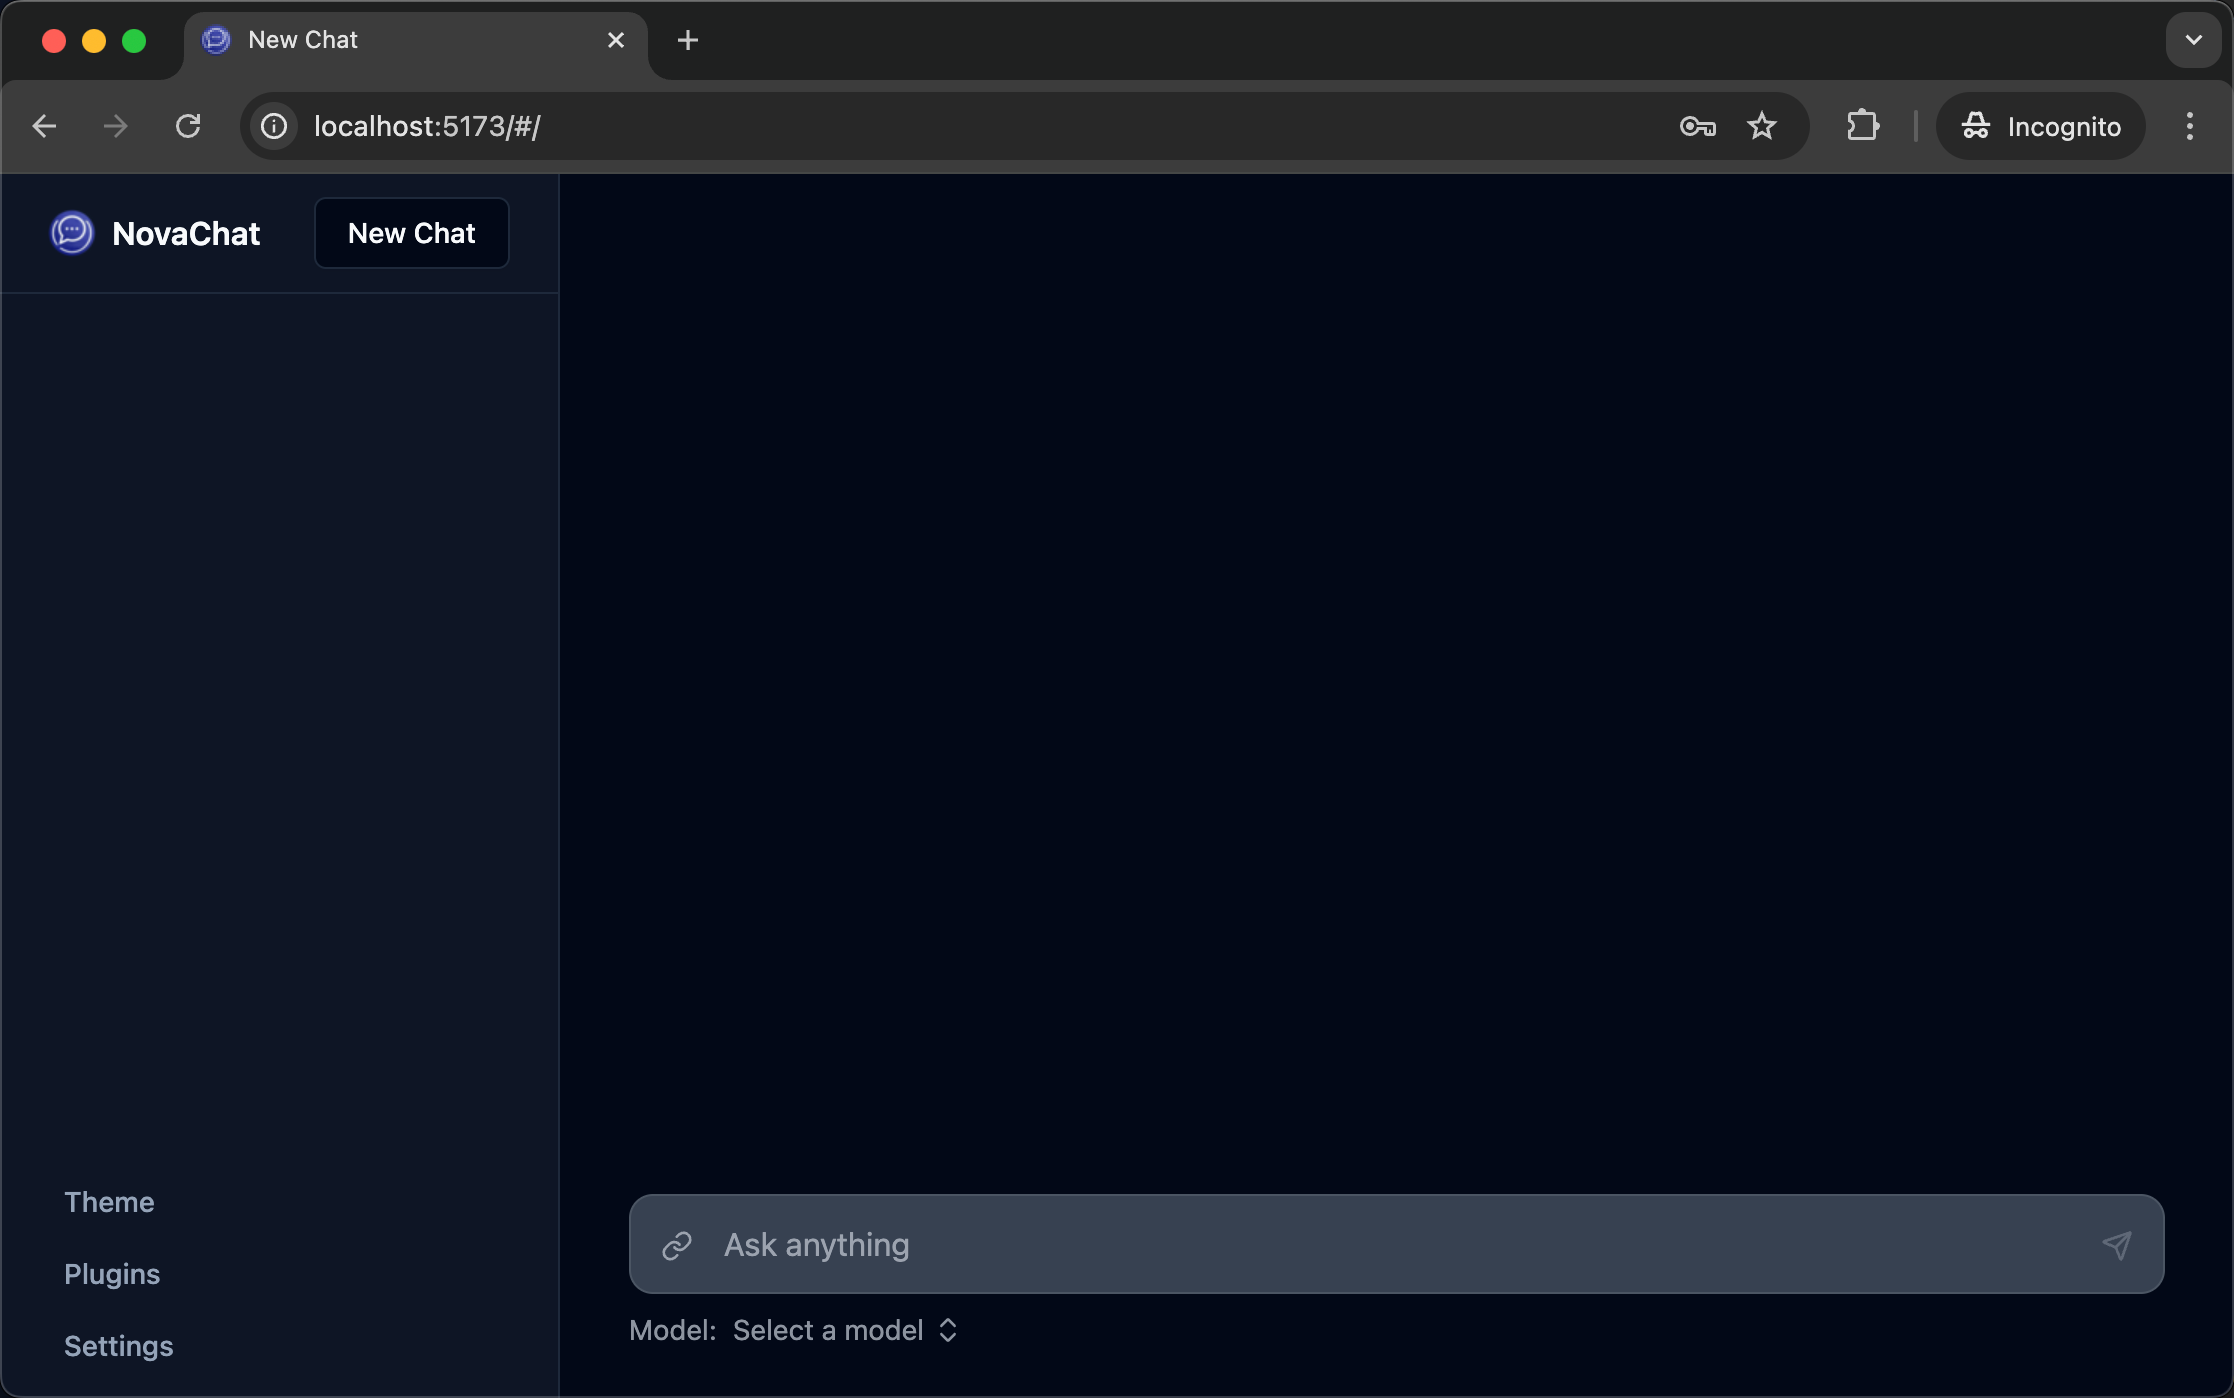 New Chat
localhost:5173/#/
Incognito
NovaChat
New Chat
Theme
Plugins
Settings
Ask anything
Model: Select a model